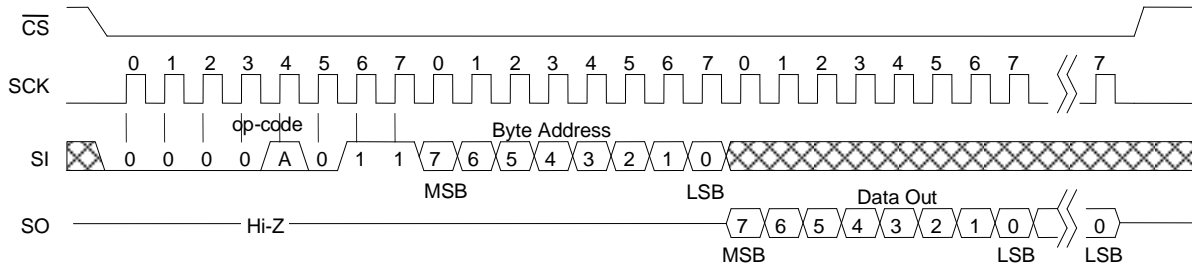 CS
0 1 2 3 4 5 6 7 0 1 2 3 4 5 6 7 0 1 2 3 4 5 6 7 7
SCK
op-code Byte Address
SI 0 0 0 0 A 0 1 1 7 6 5 4 3 2 1 0
MSB LSB
Data Out
SO Hi-Z 7 6 5 4 3 2 1 0 0
MSB LSB LSB